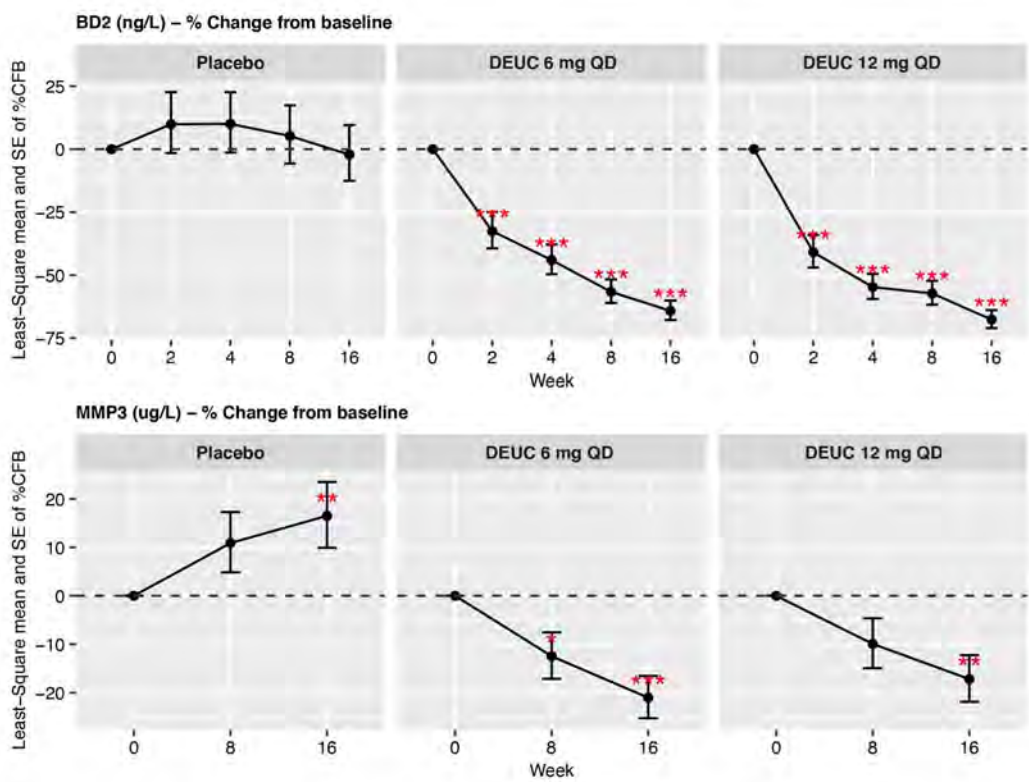 BD2 (ng/L) – % Change from baseline
Placebo
DEUC 6 mg QD
DEUC 12 mg QD
Least–Square mean and SE of %CFB
25
0
−25
−50
−75
***
***
***
***
***
***
***
***
0 2 4 8 16
0 2 4 8 16
0 2 4 8 16
Week
MMP3 (ug/L) – % Change from baseline
Placebo
DEUC 6 mg QD
DEUC 12 mg QD
Least–Square mean and SE of %CFB
20
10
0
−10
−20
**
*
***
**
0 8 16
0 8 16
0 8 16
Week